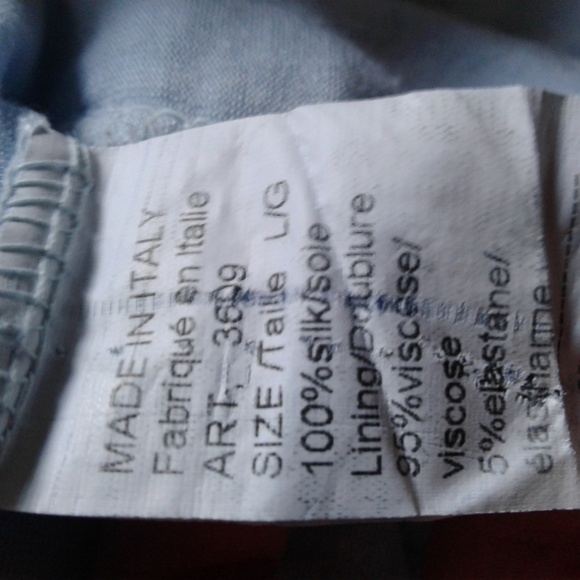 MADE IN ITALY
Fabriqué en Italie
ART, 3609
SIZE /Taille L/G
100%silk/soie
Lining/Doublure
95%viscose/
viscose
5%elastane/
élasthanne